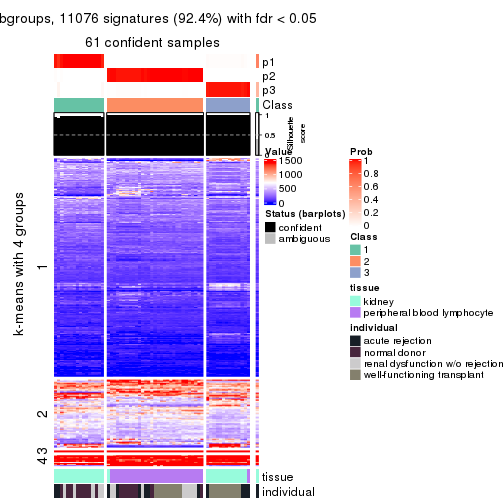 bgroups, 11076 signatures (92.4%) with fdr < 0.05
61 confident samples
p1
p2
p3
Class
1
0.5
0
Silhouette
score
k-means with 4 groups
1
2
3
4
tissue
individual
Value
1500
1000
500
0
Status (barplots)
confident
ambiguous
Prob
1
0.8
0.6
0.4
0.2
0
Class
1
2
3
tissue
kidney
peripheral blood lymphocyte
individual
acute rejection
normal donor
renal dysfunction w/o rejection
well-functioning transplant